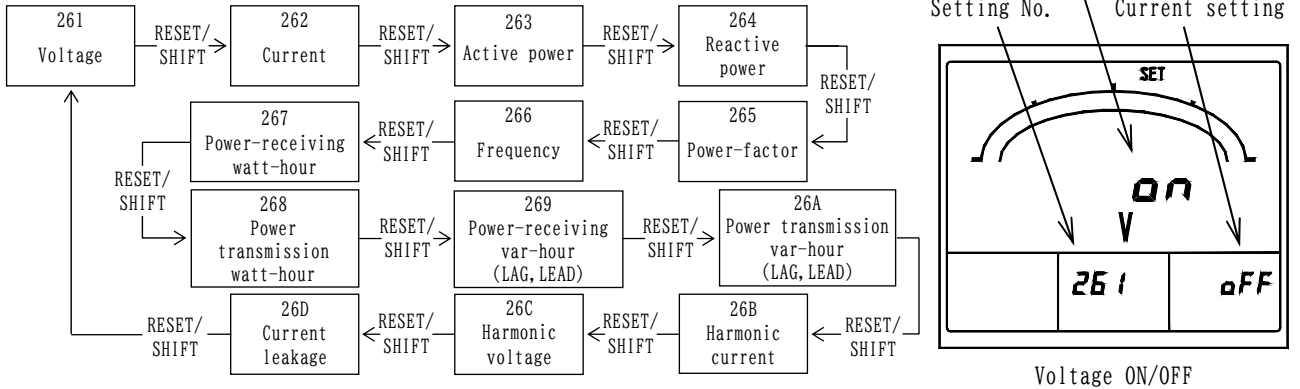 Setting No.
Current setting
261
Voltage
RESET/
SHIFT
262
Current
RESET/
SHIFT
263
Active power
RESET/
SHIFT
264
Reactive
power
RESET/
SHIFT
265
Power-factor
RESET/
SHIFT
266
Frequency
RESET/
SHIFT
267
Power-receiving
watt-hour
RESET/
SHIFT
268
Power
transmission
watt-hour
RESET/
SHIFT
269
Power-receiving
var-hour
(LAG,LEAD)
RESET/
SHIFT
26A
Power transmission
var-hour
(LAG,LEAD)
RESET/
SHIFT
26B
Harmonic
current
RESET/
SHIFT
26C
Harmonic
voltage
RESET/
SHIFT
26D
Current
leakage
RESET/
SHIFT
SET
on
V
261
oFF
Voltage ON/OFF